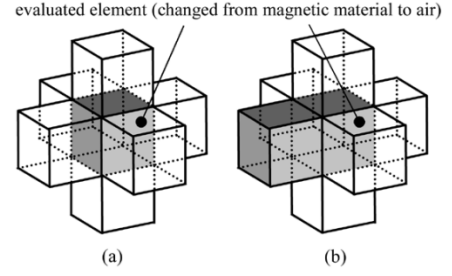 evaluated element (changed from magnetic material to air)
(a) (b)